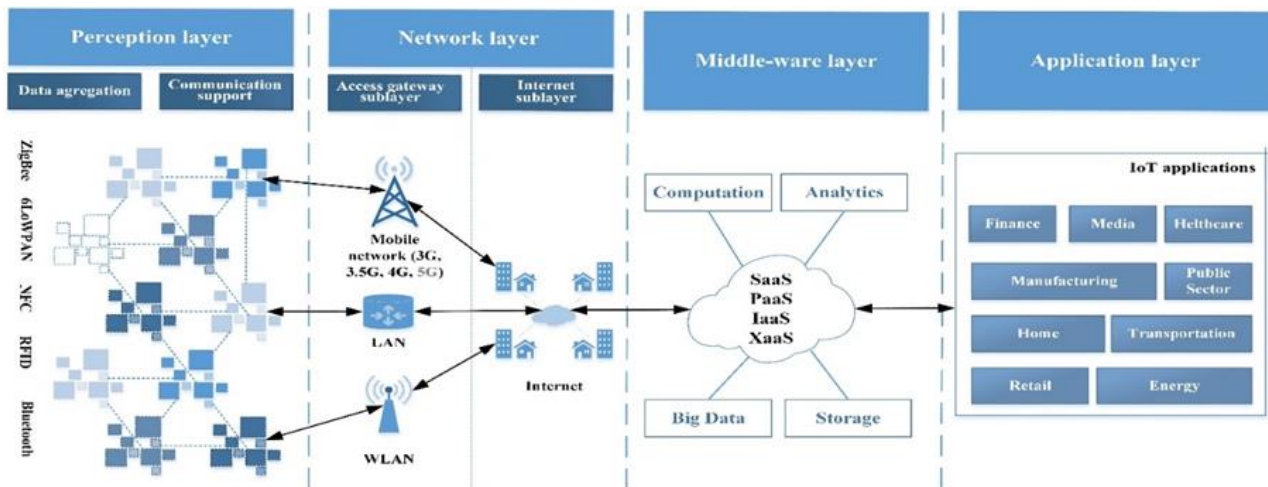 Perception layer
Data agregation
Communication
support
ZigBee
6LoWPAN
NFC
RFID
Bluetooth
Network layer
Access gateway
sublayer
Internet
sublayer
Mobile
network (3G,
3.5G, 4G, 5G)
LAN
WLAN
Internet
Middle-ware layer
Computation
Analytics
SaaS
PaaS
IaaS
XaaS
Big Data
Storage
Application layer
IoT applications
Finance
Media
Helthcare
Manufacturing
Public
Sector
Home
Transportation
Retail
Energy